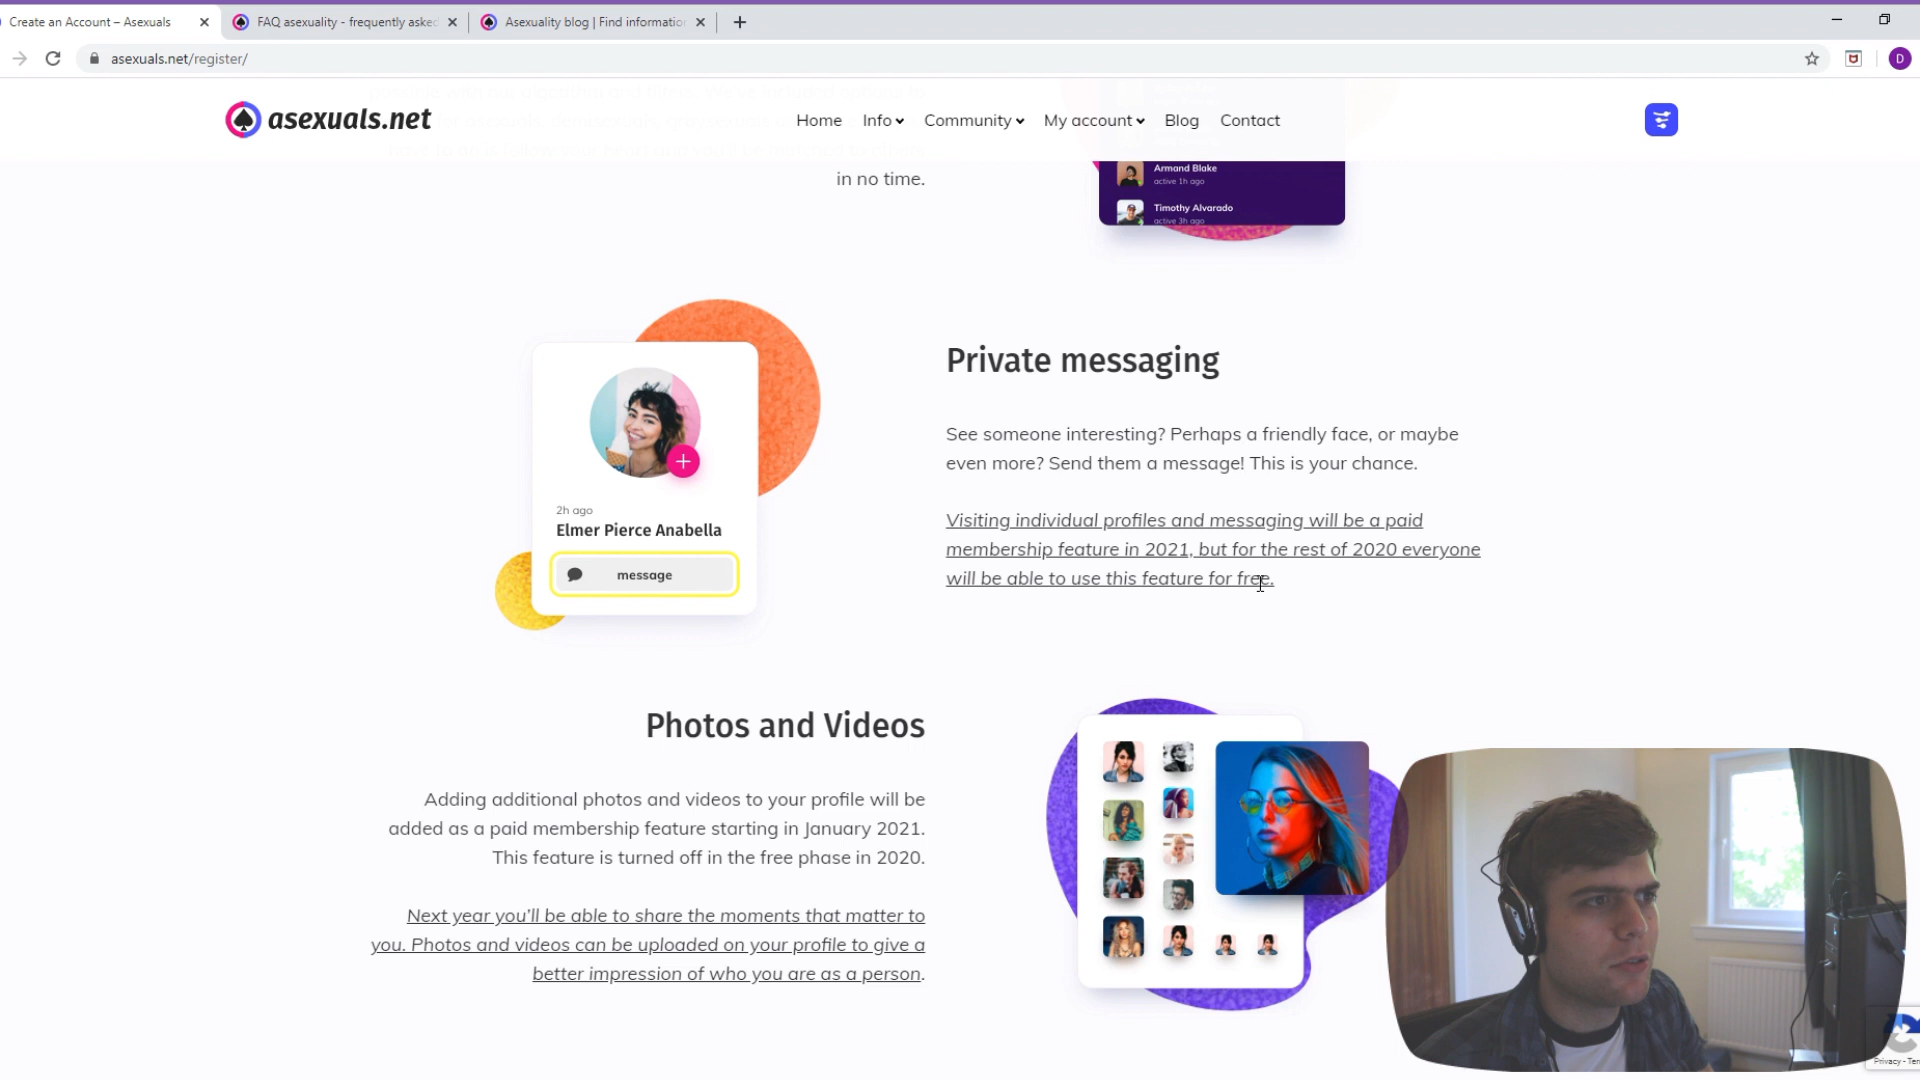 Create an Account – Asexuals
FAQ asexuality - frequently asked
Asexuality blog | Find information
asexuals.net/register/
D
asexuals.net
Home
Info
Community
My account
Blog
Contact
in no time.
Armand Blake
active 1h ago
Timothy Alvarado
active 3h ago
Private messaging
See someone interesting? Perhaps a friendly face, or maybe
even more? Send them a message! This is your chance.
Visiting individual profiles and messaging will be a paid
membership feature in 2021, but for the rest of 2020 everyone
will be able to use this feature for free.
2h ago
Elmer Pierce Anabella
message
Photos and Videos
Adding additional photos and videos to your profile will be
added as a paid membership feature starting in January 2021.
This feature is turned off in the free phase in 2020.
Next year you'll be able to share the moments that matter to
you. Photos and videos can be uploaded on your profile to give a
better impression of who you are as a person.
Privacy - Ter